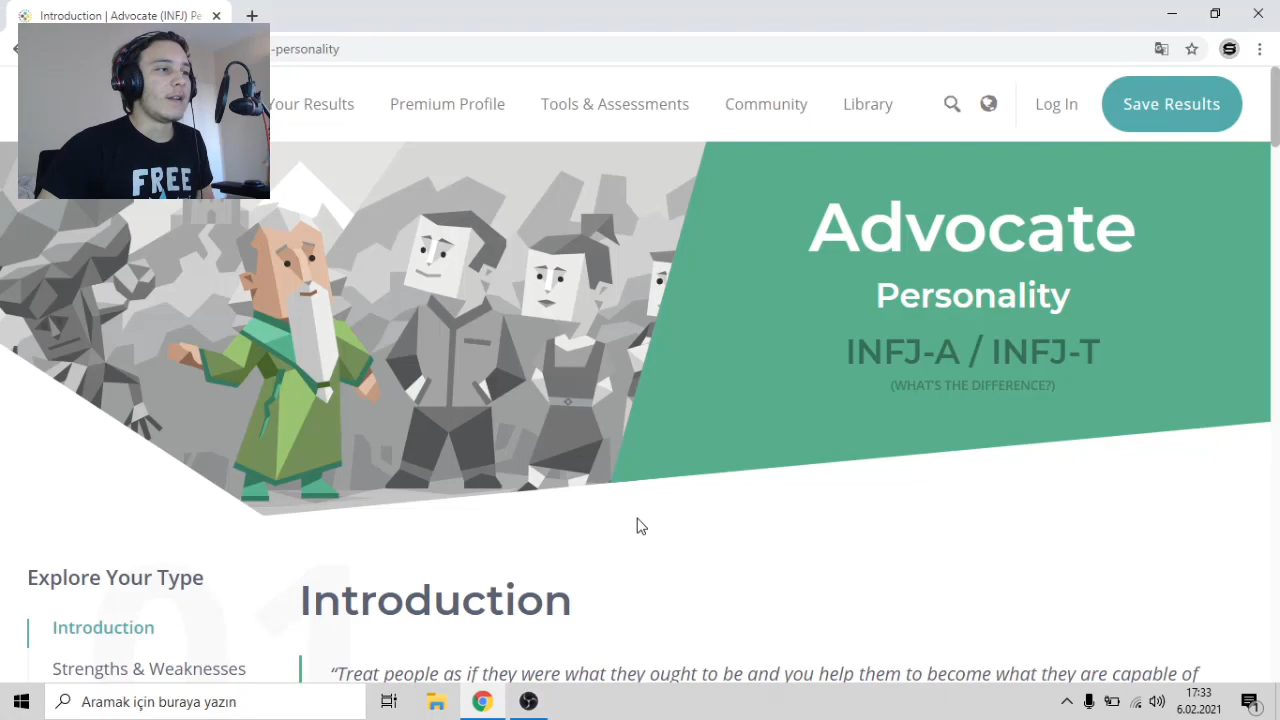 Introduction | Advocate (INFJ) Pe
-personality
Your Results
Premium Profile
Tools & Assessments
Community
Library
Log In
Save Results
FREE
Advocate
Personality
INFJ-A / INFJ-T
(WHAT'S THE DIFFERENCE?)
01
Explore Your Type
Introduction
Strengths & Weaknesses
Introduction
“Treat people as if they were what they ought to be and you help them to become what they are capable of
Aramak için buraya yazın
17:33
6.02.2021
1